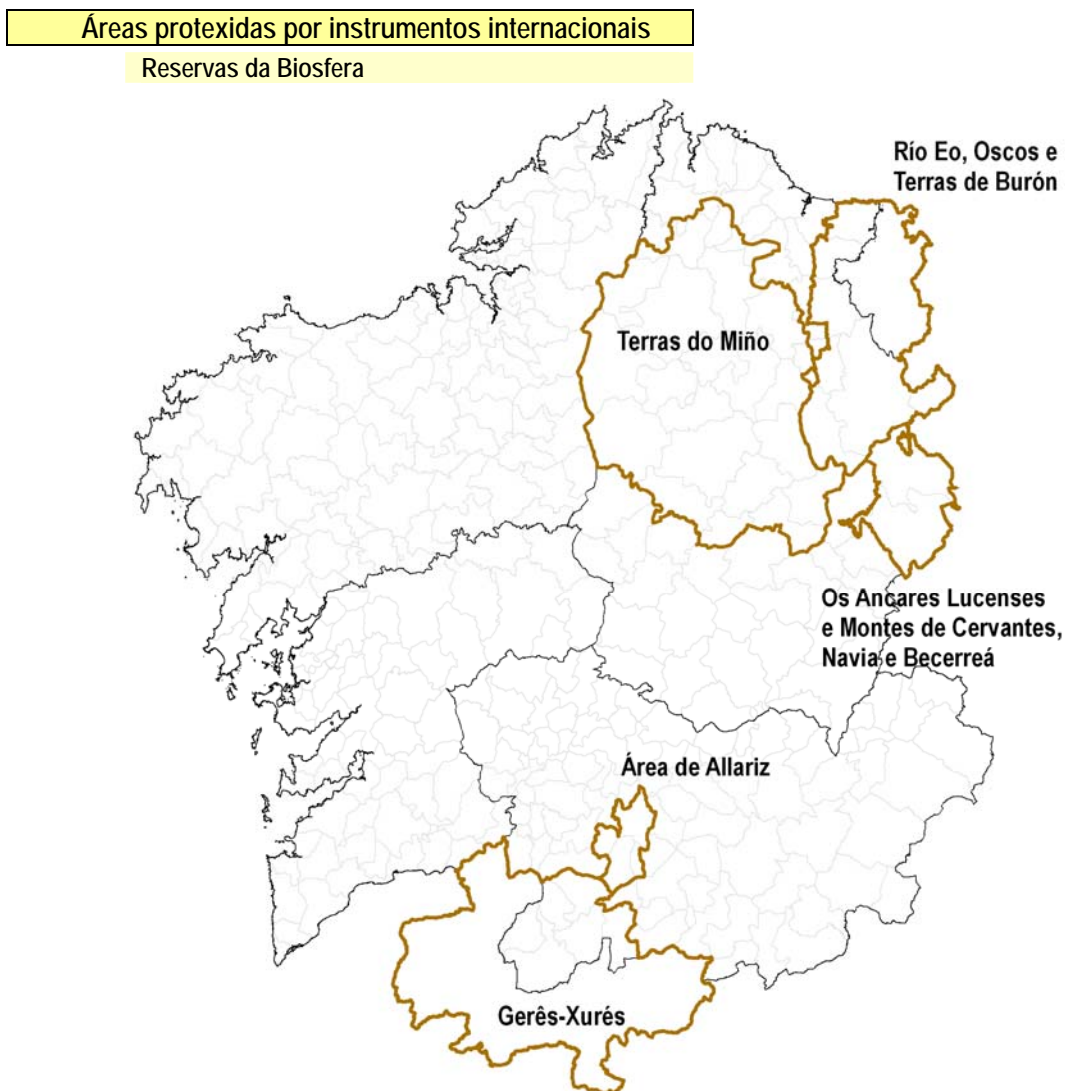 Áreas protexidas por instrumentos internacionais
Reservas da Biosfera
Río Eo, Oscos e
Terras de Burón
Terras do Miño
Os Ancares Lucenses
e Montes de Cervantes,
Navia e Becerreá
Área de Allariz
Gerês-Xurés